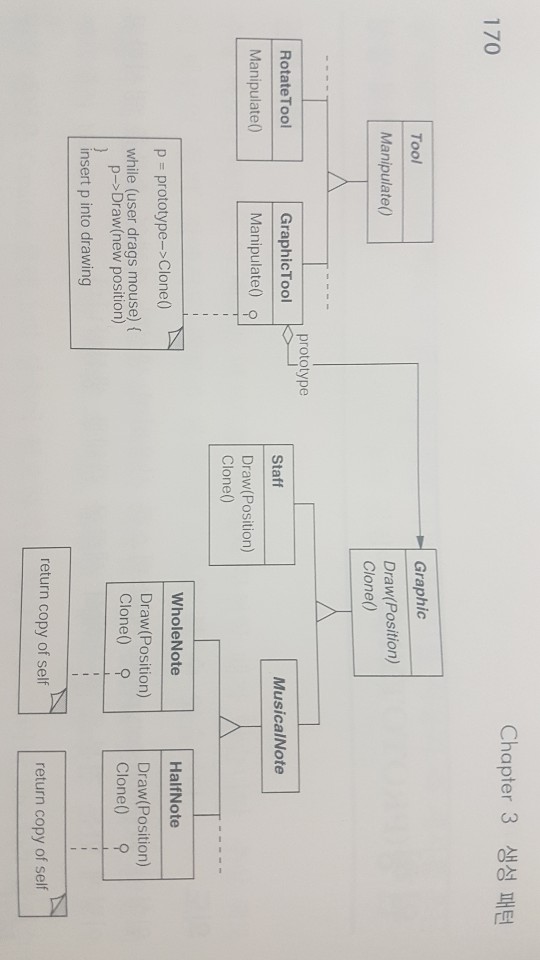 170
Chapter 3 생성 패턴
Tool
Manipulate()
Graphic
Draw(Position)
Clone()
prototype
RotateTool
Manipulate()
GraphicTool
Manipulate()
Staff
Draw(Position)
Clone()
MusicalNote
p = prototype–>Clone()
while (user drags mouse) {
p–>Draw(new position)
}
insert p into drawing
WholeNote
Draw(Position)
Clone()
HalfNote
Draw(Position)
Clone()
return copy of self
return copy of self